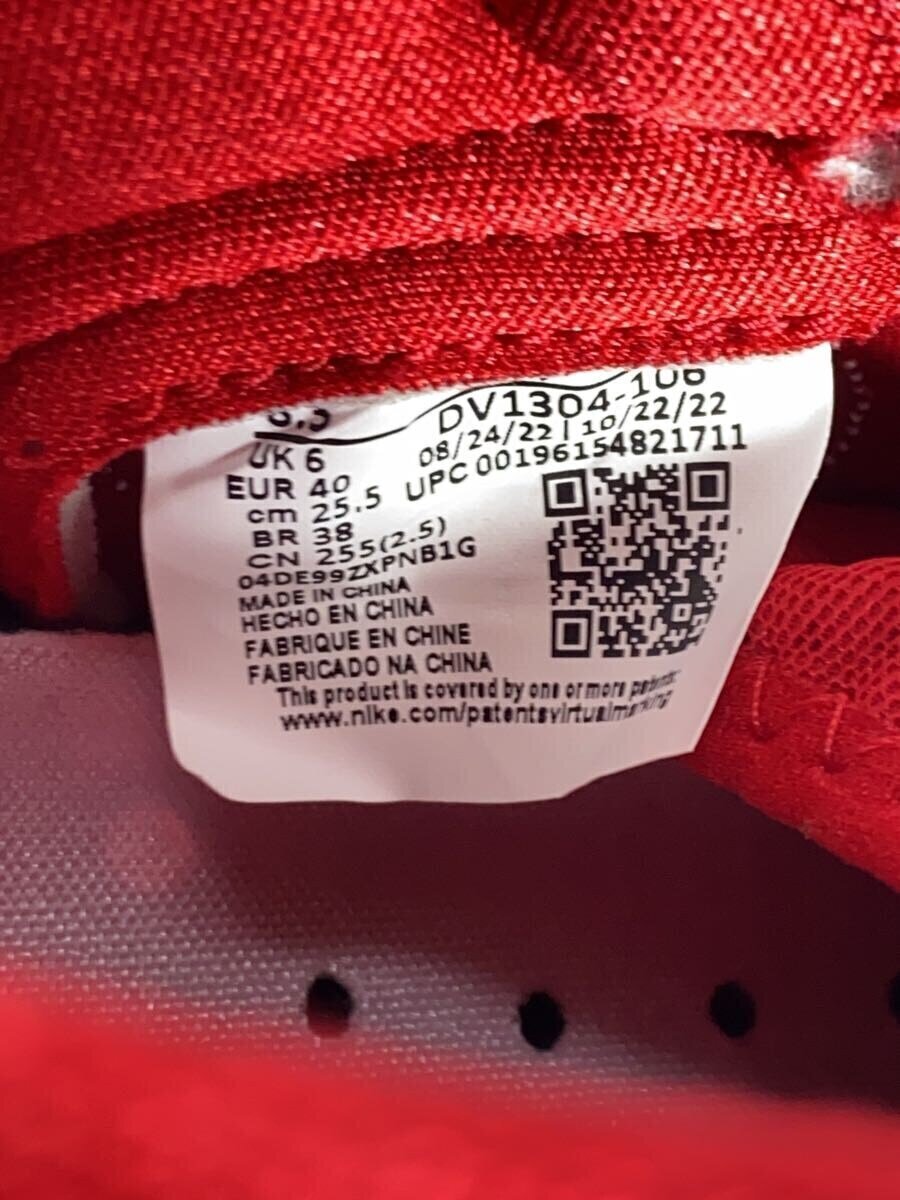 8.5 DV1304-106
UK 6 08/24/22 | 10/22/22
EUR 40 UPC 00196154821711
cm 25.5
BR 38
CN 255(2.5)
04DE99ZXPNB1G
MADE IN CHINA
HECHO EN CHINA
FABRIQUE EN CHINE
FABRICADO NA CHINA
This product is covered by one or more patents.
www.nike.com/patentsvirtualmarking